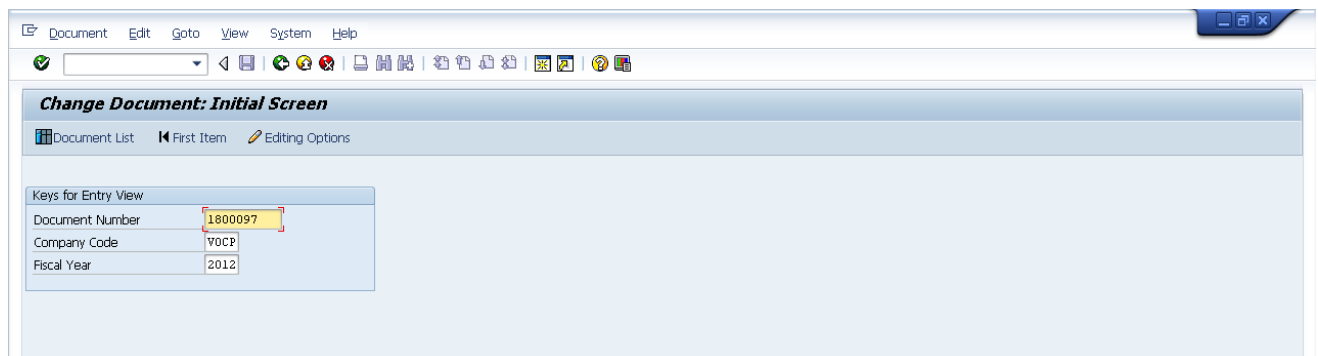 Document Edit Goto View System Help
Change Document: Initial Screen
Document List First Item Editing Options
Keys for Entry View
Document Number 1800097
Company Code VOCP
Fiscal Year 2012